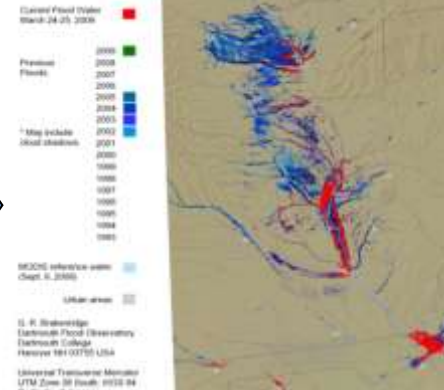 Current Flood Water
March 24-25, 2009
2009
Previous
Floods
2008
2007
2006
2005
2004
2003
* May include
cloud shadows
2002
2001
2000
1999
1998
1997
1996
1995
1994
1993
MODIS reference water
Urban areas
G. R. Brakenridge
Dartmouth Flood Observatory
Dartmouth College
Hanover NH 03755 USA
Universal Transverse Mercator